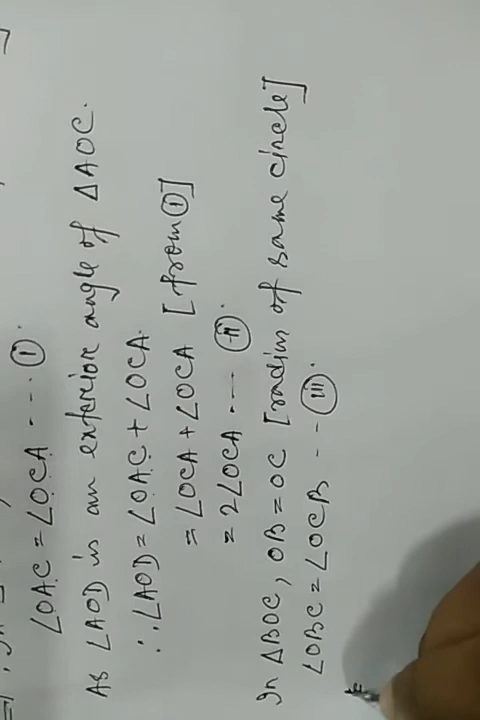 ∠OAC = ∠OCA ---- ⓘ.
As ∠AOD is an exterior angle of ΔAOC.
∴ ∠AOD = ∠OAC + ∠OCA.
= ∠OCA + ∠OCA [from ⓘ]
= 2∠OCA ---- (ii).
In ΔBOC, OB = OC [radius of same circle]
∠OBC = ∠OCB --- (iii).